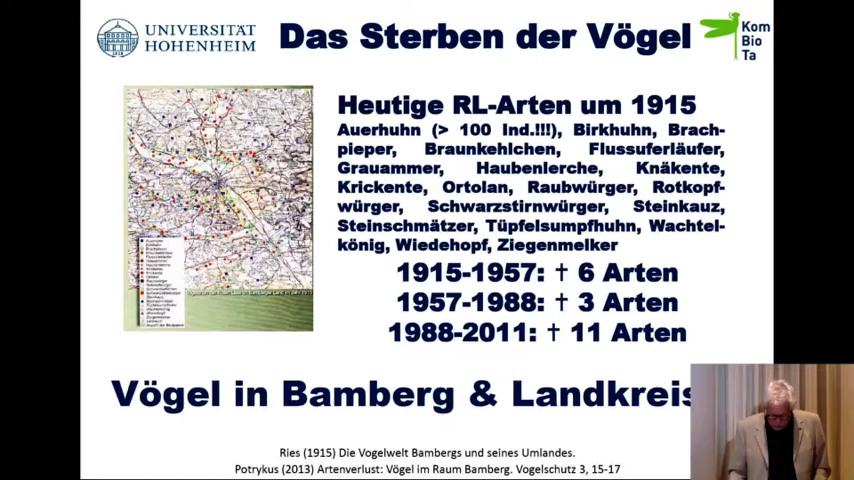 UNIVERSITÄT
HOHENHEIM
Das Sterben der Vögel
Kom
Bio
Ta
Heutige RL-Arten um 1915
Auerhuhn (> 100 Ind.!!!), Birkhuhn, Brach-
pieper, Braunkehlchen, Flussuferläufer,
Grauammer, Haubenlerche, Knäkente,
Krickente, Ortolan, Raubwürger, Rotkopf-
würger, Schwarzstirnwürger, Steinkauz,
Steinschmätzer, Tüpfelsumpfhuhn, Wachtel-
könig, Wiedehopf, Ziegenmelker
1915-1957: † 6 Arten
1957-1988: † 3 Arten
1988-2011: † 11 Arten
Vögel in Bamberg & Landkreis
Ries (1915) Die Vogelwelt Bambergs und seines Umlandes.
Potrykus (2013) Artenverlust: Vögel im Raum Bamberg. Vogelschutz 3, 15-17